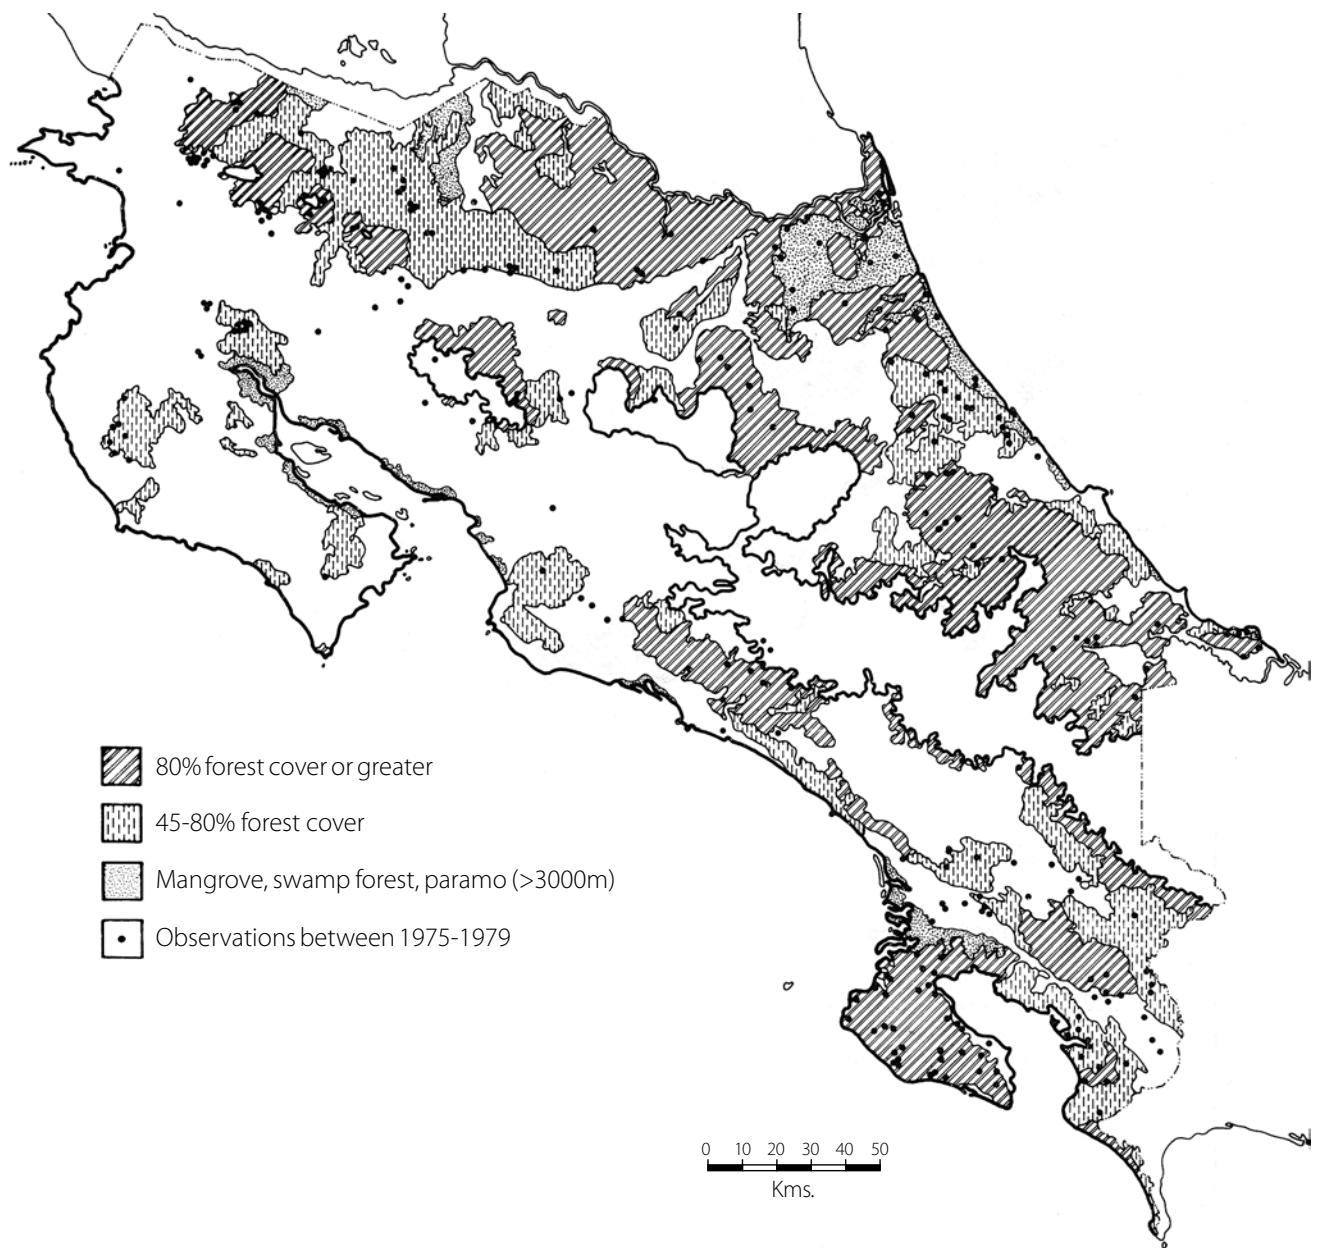 80% forest cover or greater
45-80% forest cover
Mangrove, swamp forest, paramo (>3000m)
Observations between 1975-1979
0 10 20 30 40 50
Kms.